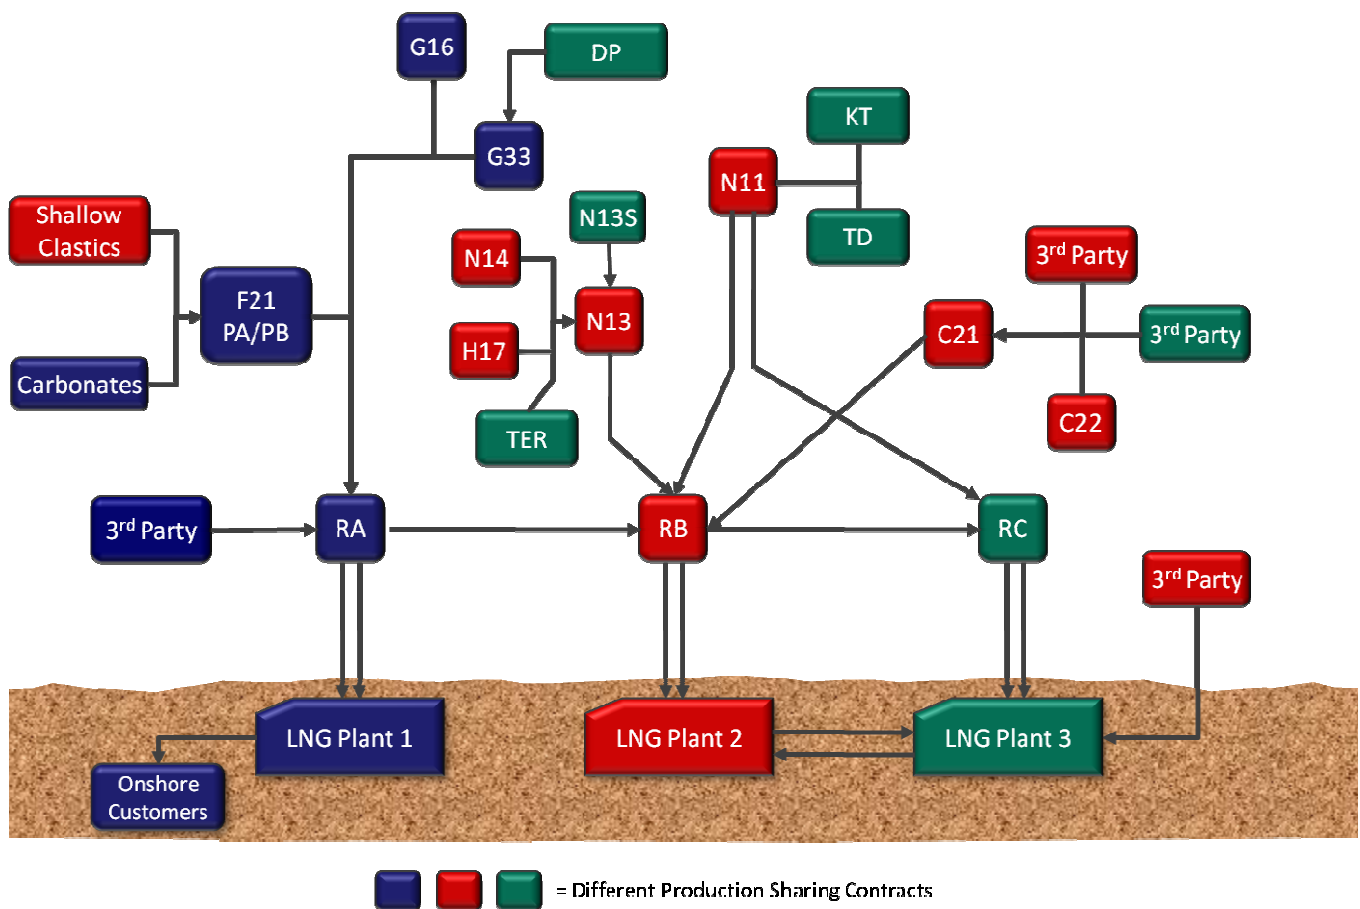 G16
DP
KT
G33
N11
Shallow
Clastics
N13S
TD
N14
3rd Party
F21
PA/PB
N13
C21
3rd Party
H17
Carbonates
C22
TER
3rd Party
RA
RB
RC
3rd Party
LNG Plant 1
LNG Plant 2
LNG Plant 3
Onshore
Customers
= Different Production Sharing Contracts